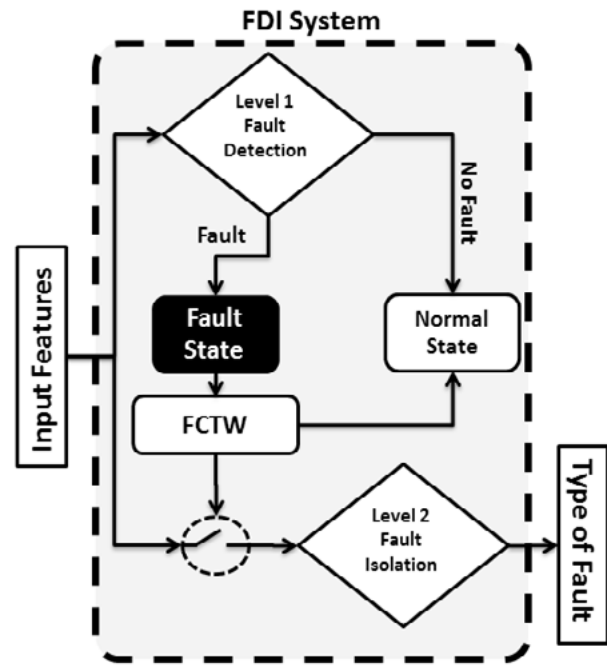 FDI System
Level 1
Fault
Detection
No Fault
Fault
Fault
State
Normal
State
Input Features
FCTW
Level 2
Fault
Isolation
Type of Fault